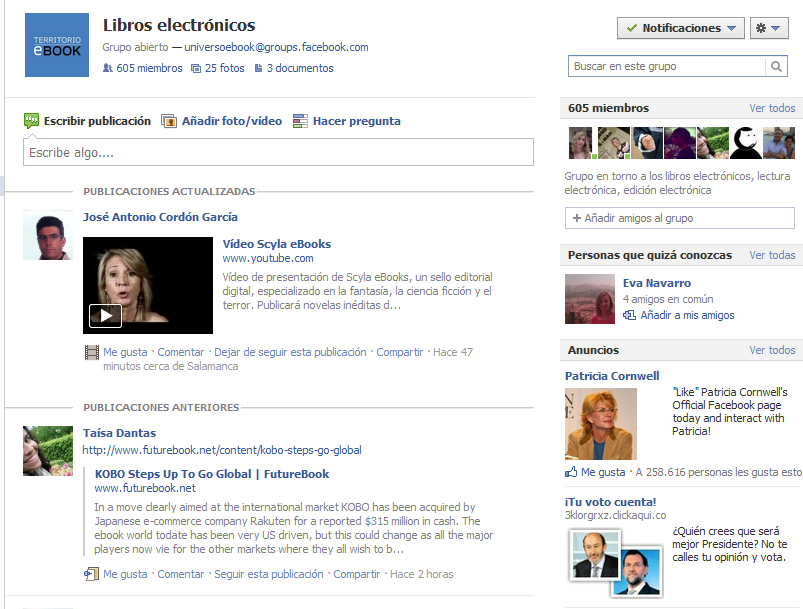 TERRITORIO
eBOOK
Libros electrónicos
Grupo abierto — universoebook@groups.facebook.com
605 miembros 25 fotos 3 documentos
Notificaciones
Buscar en este grupo
Escribir publicación Añadir foto/vídeo Hacer pregunta
Escribe algo....
PUBLICACIONES ACTUALIZADAS
José Antonio Cordón García
Vídeo Scyla eBooks
www.youtube.com
Vídeo de presentación de Scyla eBooks, un sello editorial
digital, especializado en la fantasía, la ciencia ficción y el
terror. Publicará novelas inéditas d...
Me gusta · Comentar · Dejar de seguir esta publicación · Compartir · Hace 47
minutos cerca de Salamanca
PUBLICACIONES ANTERIORES
Taísa Dantas
http://www.futurebook.net/content/kobo-steps-go-global
KOBO Steps Up To Go Global | FutureBook
www.futurebook.net
In a move clearly aimed at the international market KOBO has been acquired by
Japanese e-commerce company Rakuten for a reported $315 million in cash. The
ebook world todate has been very US driven, but this could change as all the major
players now vie for the other markets where they all wish to b...
Me gusta · Comentar · Seguir esta publicación · Compartir · Hace 2 horas
605 miembros Ver todos
Grupo en torno a los libros electrónicos, lectura
electrónica, edición electrónica
+ Añadir amigos al grupo
Personas que quizá conozcas Ver todas
Eva Navarro
4 amigos en común
Añadir a mis amigos
Anuncios Ver todos
Patricia Cornwell
"Like" Patricia Cornwell's
Official Facebook page
today and interact with
Patricia!
Me gusta · A 258.616 personas les gusta esto
¡Tu voto cuenta!
3klorgrxz.clickaqui.co
¿Quién crees que será
mejor Presidente? No te
calles tu opinión y vota.